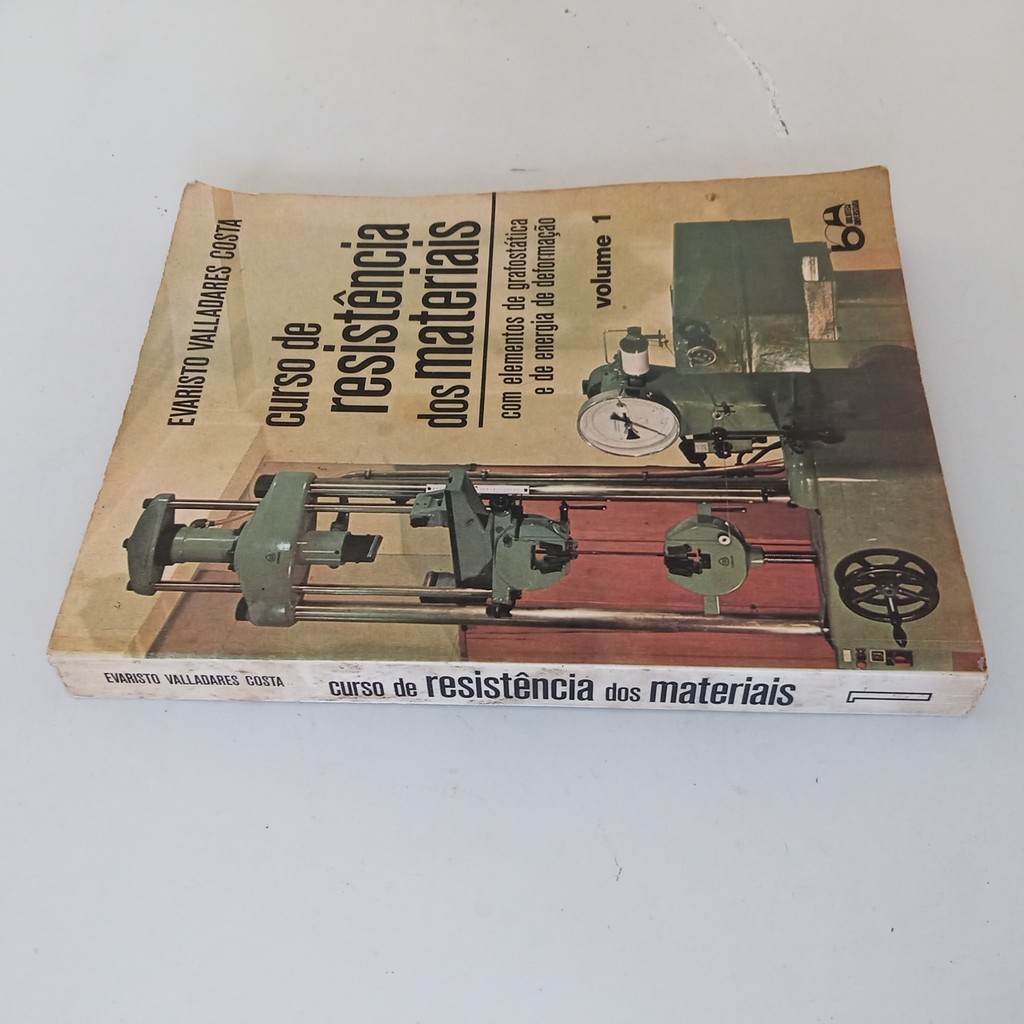 EVARISTO VALLADARES COSTA
curso de
resistência
dos materiais
com elementos de grafostática
e de energia de deformação
volume 1
EVARISTO VALLADARES COSTA
curso de resistência dos materiais
1